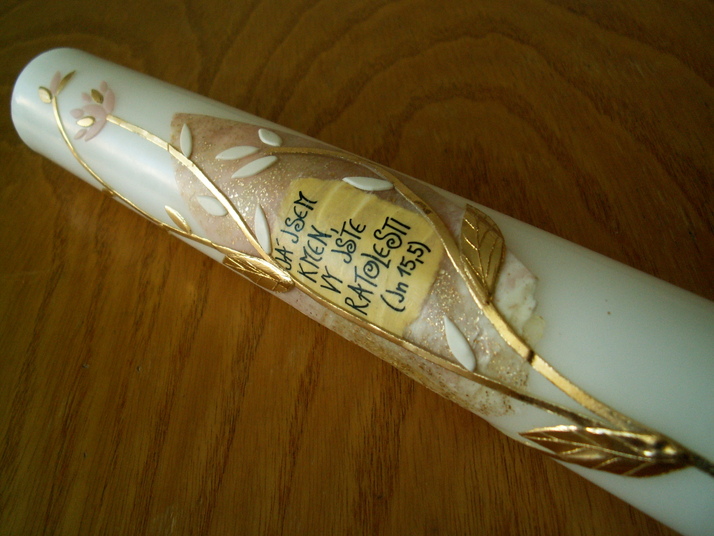 JÁ JSEM
KMEN,
VY JSTE
RATOLESTI
(Jn 15,5)